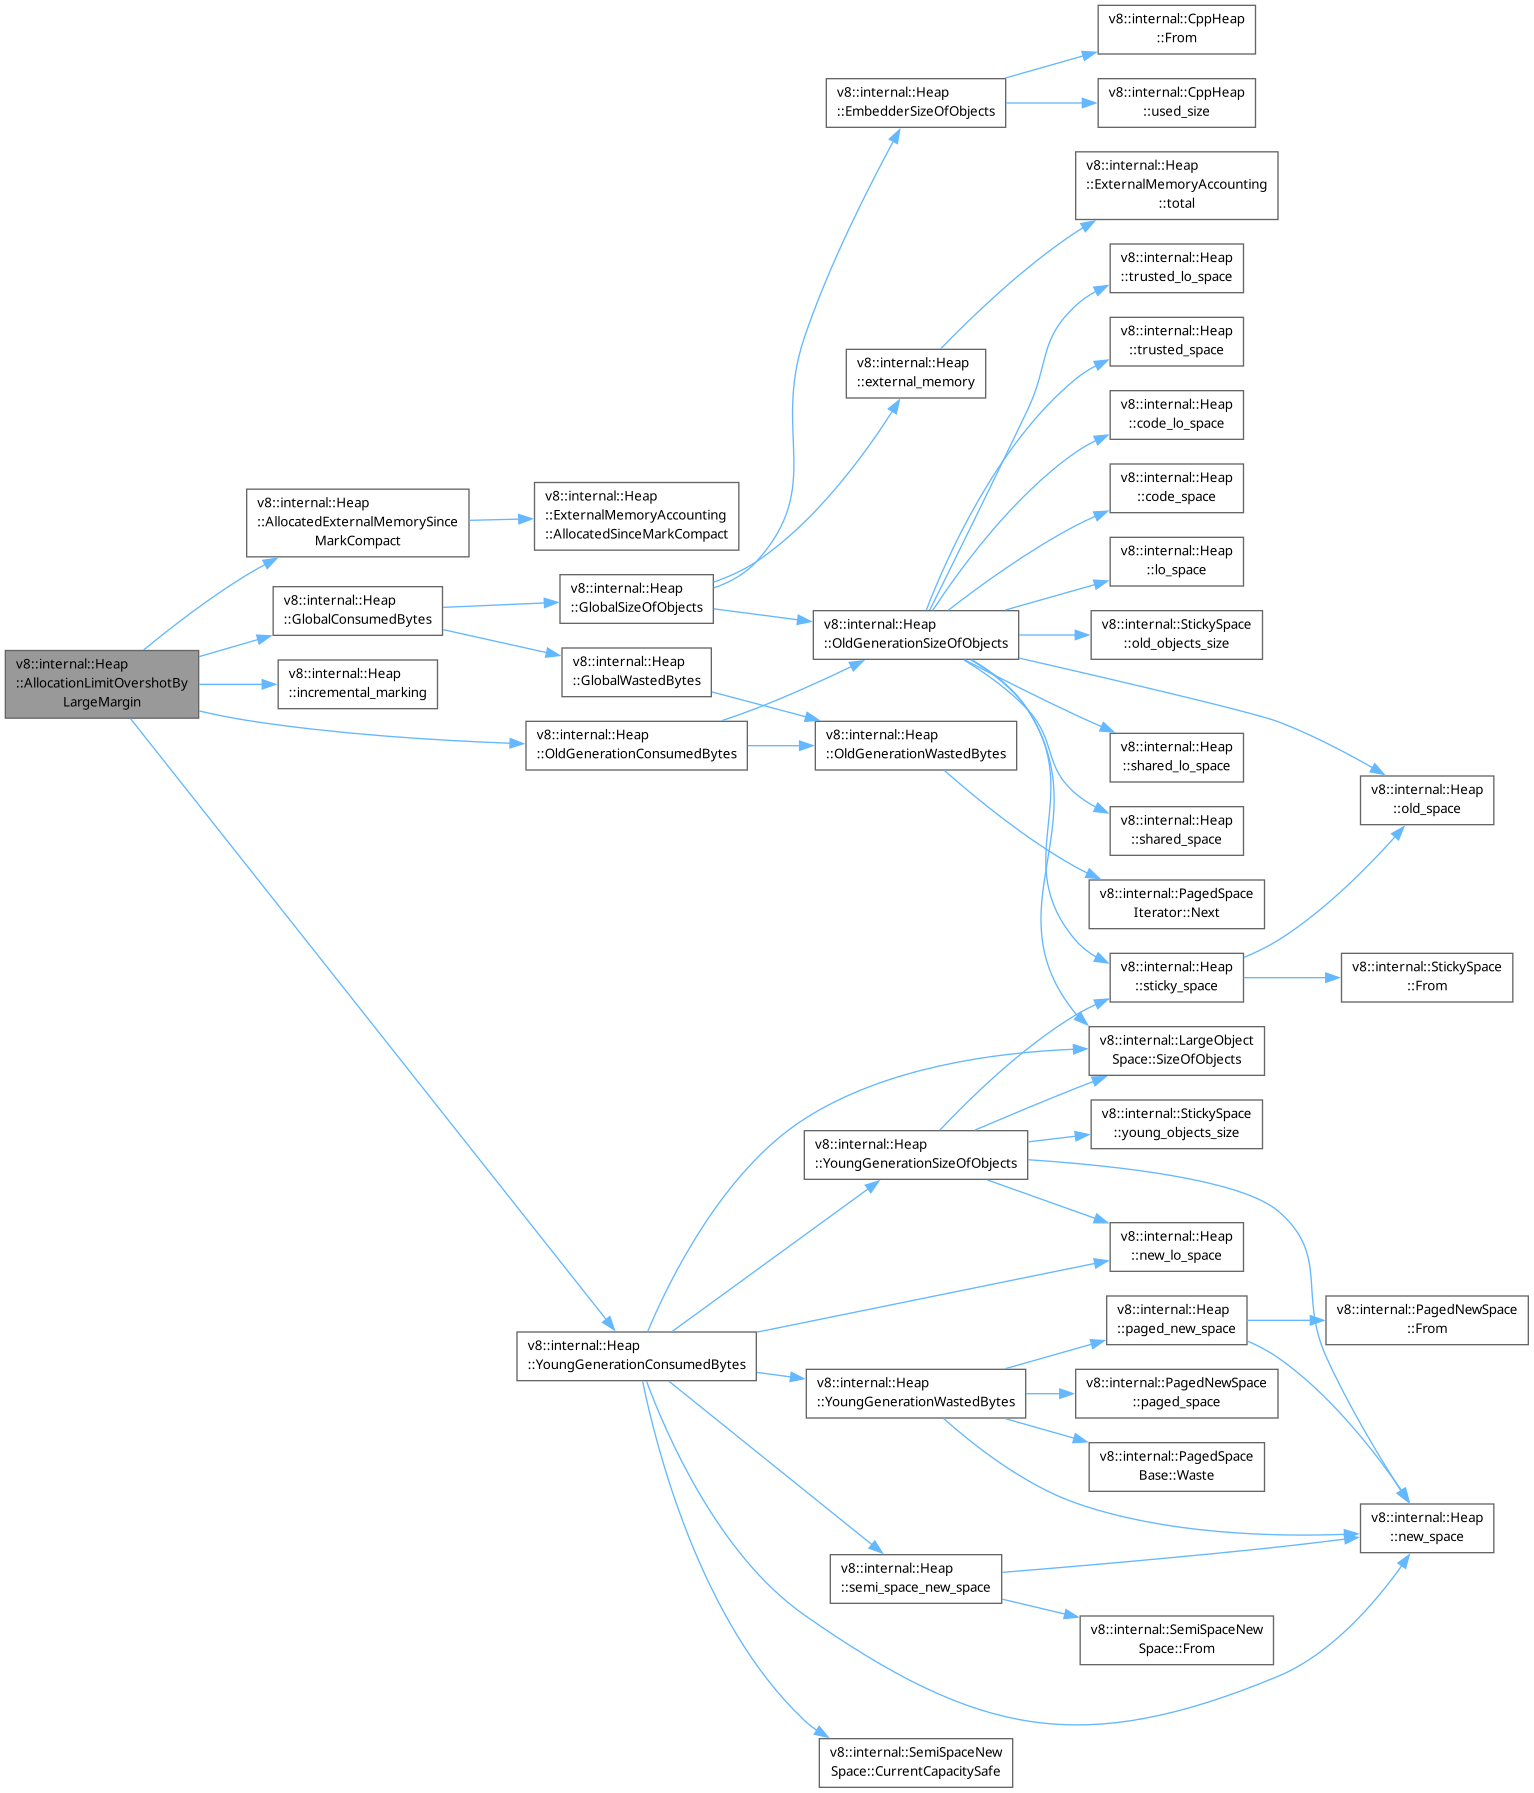 v8::internal::CppHeap
::From
v8::internal::Heap
::EmbedderSizeOfObjects
v8::internal::CppHeap
::used_size
v8::internal::Heap
::ExternalMemoryAccounting
::total
v8::internal::Heap
::trusted_lo_space
v8::internal::Heap
::trusted_space
v8::internal::Heap
::external_memory
v8::internal::Heap
::code_lo_space
v8::internal::Heap
::code_space
v8::internal::Heap
::AllocatedExternalMemorySince
MarkCompact
v8::internal::Heap
::ExternalMemoryAccounting
::AllocatedSinceMarkCompact
v8::internal::Heap
::lo_space
v8::internal::Heap
::GlobalConsumedBytes
v8::internal::Heap
::GlobalSizeOfObjects
v8::internal::Heap
::OldGenerationSizeOfObjects
v8::internal::StickySpace
::old_objects_size
v8::internal::Heap
::AllocationLimitOvershotBy
LargeMargin
v8::internal::Heap
::incremental_marking
v8::internal::Heap
::GlobalWastedBytes
v8::internal::Heap
::OldGenerationConsumedBytes
v8::internal::Heap
::OldGenerationWastedBytes
v8::internal::Heap
::shared_lo_space
v8::internal::Heap
::old_space
v8::internal::Heap
::shared_space
v8::internal::PagedSpace
Iterator::Next
v8::internal::Heap
::sticky_space
v8::internal::StickySpace
::From
v8::internal::LargeObject
Space::SizeOfObjects
v8::internal::StickySpace
::young_objects_size
v8::internal::Heap
::YoungGenerationSizeOfObjects
v8::internal::Heap
::new_lo_space
v8::internal::Heap
::paged_new_space
v8::internal::PagedNewSpace
::From
v8::internal::Heap
::YoungGenerationConsumedBytes
v8::internal::Heap
::YoungGenerationWastedBytes
v8::internal::PagedNewSpace
::paged_space
v8::internal::PagedSpace
Base::Waste
v8::internal::Heap
::new_space
v8::internal::Heap
::semi_space_new_space
v8::internal::SemiSpaceNew
Space::From
v8::internal::SemiSpaceNew
Space::CurrentCapacitySafe